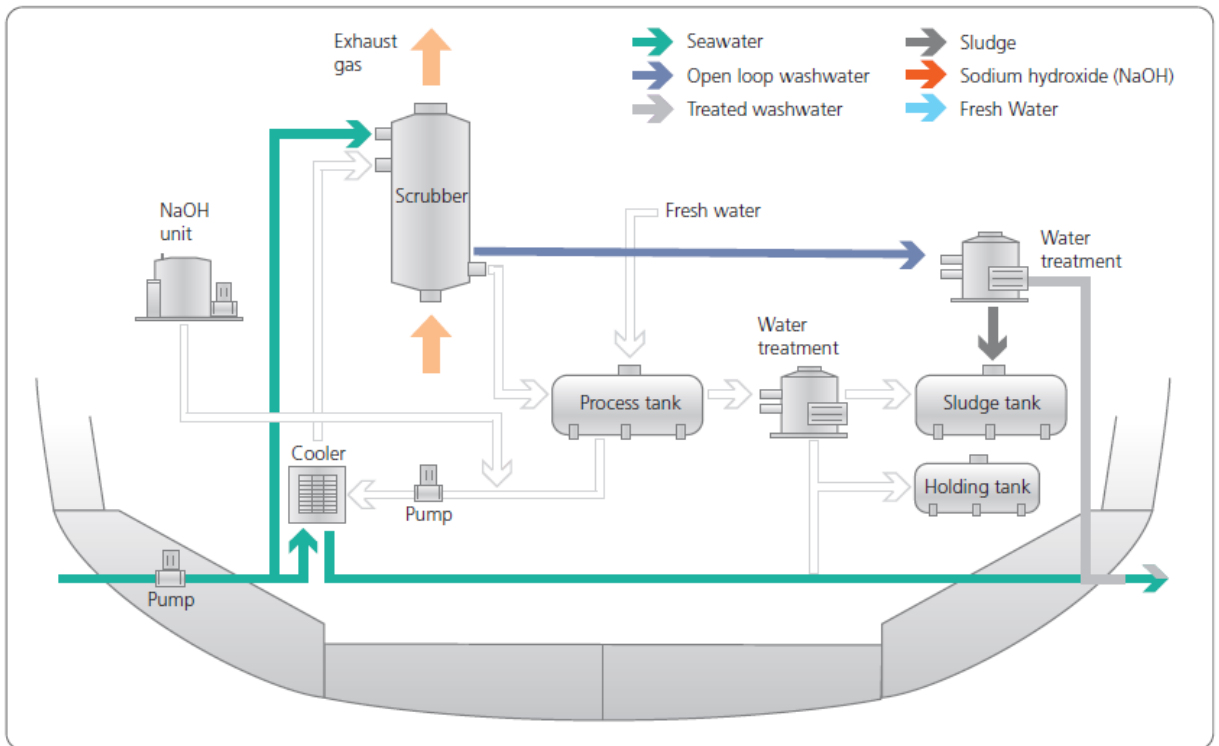 Exhaust
gas
Seawater
Open loop washwater
Treated washwater
Sludge
Sodium hydroxide (NaOH)
Fresh Water
Scrubber
NaOH
unit
Fresh water
Water
treatment
Water
treatment
Process tank
Sludge tank
Cooler
Holding tank
Pump
Pump